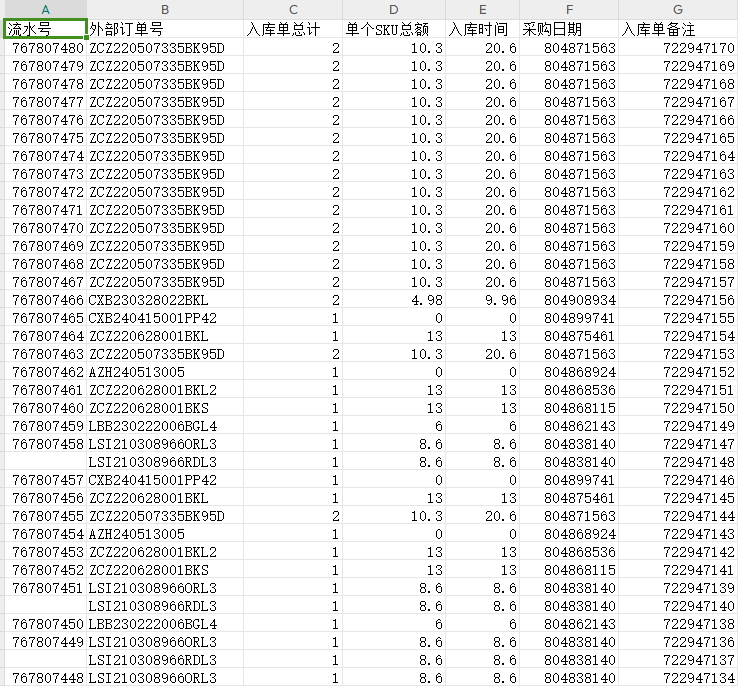 A B C D E F G
流水号 外部订单号 入库单总计 单个SKU总额 入库时间 采购日期 入库单备注
767807480 ZCZ220507335BK95D 2 10.3 20.6 804871563 722947170
767807479 ZCZ220507335BK95D 2 10.3 20.6 804871563 722947169
767807478 ZCZ220507335BK95D 2 10.3 20.6 804871563 722947168
767807477 ZCZ220507335BK95D 2 10.3 20.6 804871563 722947167
767807476 ZCZ220507335BK95D 2 10.3 20.6 804871563 722947166
767807475 ZCZ220507335BK95D 2 10.3 20.6 804871563 722947165
767807474 ZCZ220507335BK95D 2 10.3 20.6 804871563 722947164
767807473 ZCZ220507335BK95D 2 10.3 20.6 804871563 722947163
767807472 ZCZ220507335BK95D 2 10.3 20.6 804871563 722947162
767807471 ZCZ220507335BK95D 2 10.3 20.6 804871563 722947161
767807470 ZCZ220507335BK95D 2 10.3 20.6 804871563 722947160
767807469 ZCZ220507335BK95D 2 10.3 20.6 804871563 722947159
767807468 ZCZ220507335BK95D 2 10.3 20.6 804871563 722947158
767807467 ZCZ220507335BK95D 2 10.3 20.6 804871563 722947157
767807466 CXB230328022BKL 2 4.98 9.96 804908934 722947156
767807465 CXB240415001PP42 1 0 0 804899741 722947155
767807464 ZCZ220628001BKL 1 13 13 804875461 722947154
767807463 ZCZ220507335BK95D 2 10.3 20.6 804871563 722947153
767807462 AZH240513005 1 0 0 804868924 722947152
767807461 ZCZ220628001BKL2 1 13 13 804868536 722947151
767807460 ZCZ220628001BKS 1 13 13 804868115 722947150
767807459 LBB230222006BGL4 1 6 6 804862143 722947149
767807458 LSI210308966ORL3 1 8.6 8.6 804838140 722947147
LSI210308966RDL3 1 8.6 8.6 804838140 722947148
767807457 CXB240415001PP42 1 0 0 804899741 722947146
767807456 ZCZ220628001BKL 1 13 13 804875461 722947145
767807455 ZCZ220507335BK95D 2 10.3 20.6 804871563 722947144
767807454 AZH240513005 1 0 0 804868924 722947143
767807453 ZCZ220628001BKL2 1 13 13 804868536 722947142
767807452 ZCZ220628001BKS 1 13 13 804868115 722947141
767807451 LSI210308966ORL3 1 8.6 8.6 804838140 722947139
LSI210308966RDL3 1 8.6 8.6 804838140 722947140
767807450 LBB230222006BGL4 1 6 6 804862143 722947138
767807449 LSI210308966ORL3 1 8.6 8.6 804838140 722947136
LSI210308966RDL3 1 8.6 8.6 804838140 722947137
767807448 LSI210308966ORL3 1 8.6 8.6 804838140 722947134